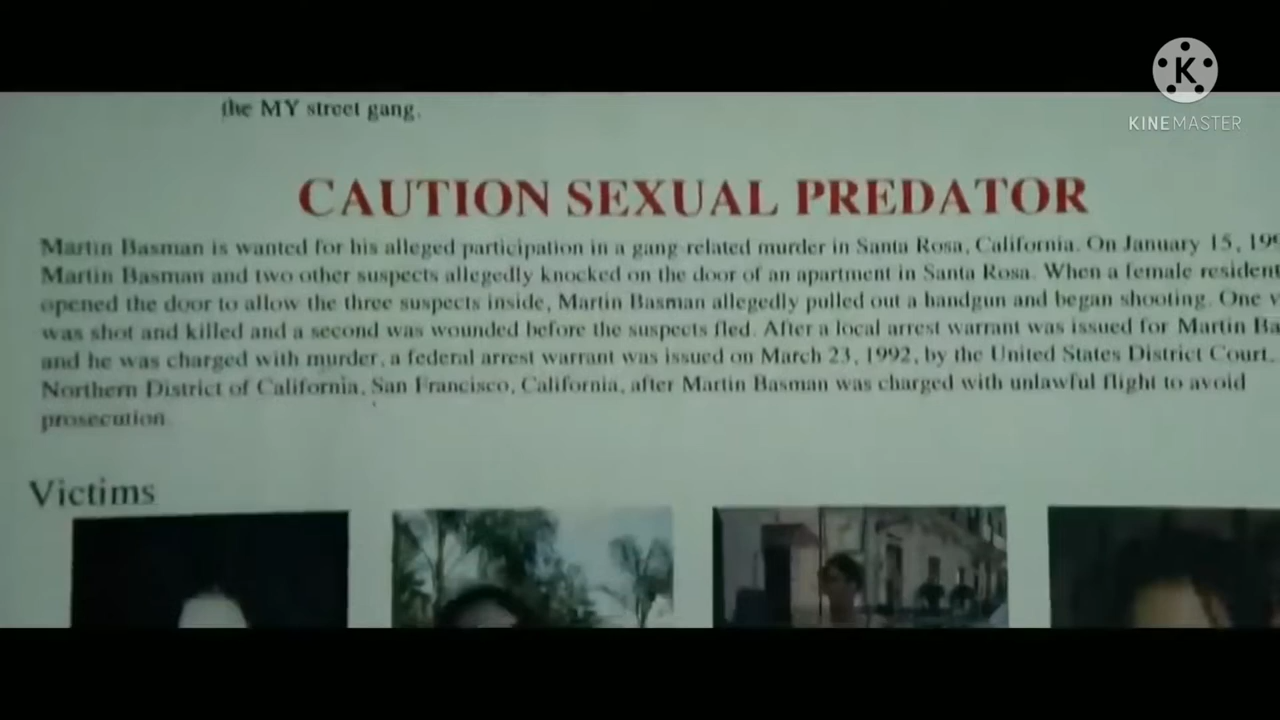 the MY street gang.
KINEMASTER
CAUTION SEXUAL PREDATOR
Martin Basman is wanted for his alleged participation in a gang-related murder in Santa Rosa, California. On January 15,
Martin Basman and two other suspects allegedly knocked on the door of an apartment in Santa Rosa. When a female resident
opened the door to allow the three suspects inside, Martin Basman allegedly pulled out a handgun and began shooting. One
was shot and killed and a second was wounded before the suspects fled. After a local arrest warrant was issued for Martin
and he was charged with murder, a federal arrest warrant was issued on March 23, 1992, by the United States District Court,
Northern District of California, San Francisco, California, after Martin Basman was charged with unlawful flight to avoid
prosecution.
Victims